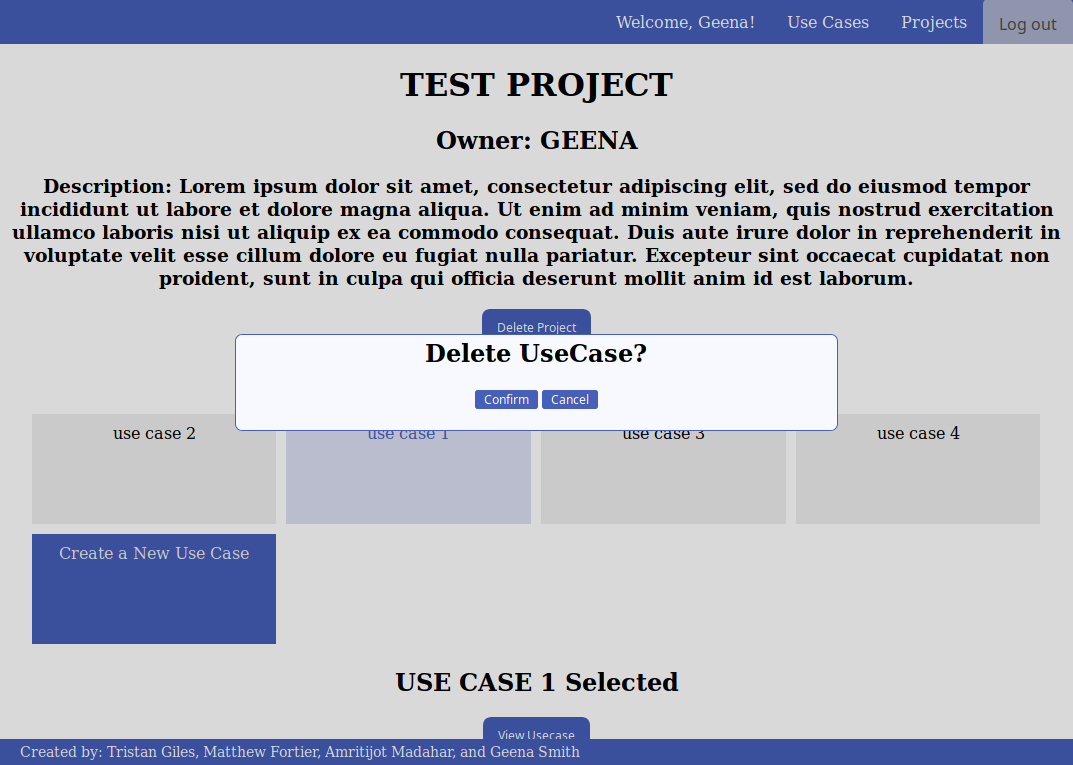 Welcome, Geena! Use Cases Projects Log out
TEST PROJECT
Owner: GEENA
Description: Lorem ipsum dolor sit amet, consectetur adipiscing elit, sed do eiusmod tempor
incididunt ut labore et dolore magna aliqua. Ut enim ad minim veniam, quis nostrud exercitation
ullamco laboris nisi ut aliquip ex ea commodo consequat. Duis aute irure dolor in reprehenderit in
voluptate velit esse cillum dolore eu fugiat nulla pariatur. Excepteur sint occaecat cupidatat non
proident, sunt in culpa qui officia deserunt mollit anim id est laborum.
Delete Project
Delete UseCase?
Confirm Cancel
use case 2 use case 1 use case 3 use case 4
Create a New Use Case
USE CASE 1 Selected
View Usecase
Created by: Tristan Giles, Matthew Fortier, Amritijot Madahar, and Geena Smith